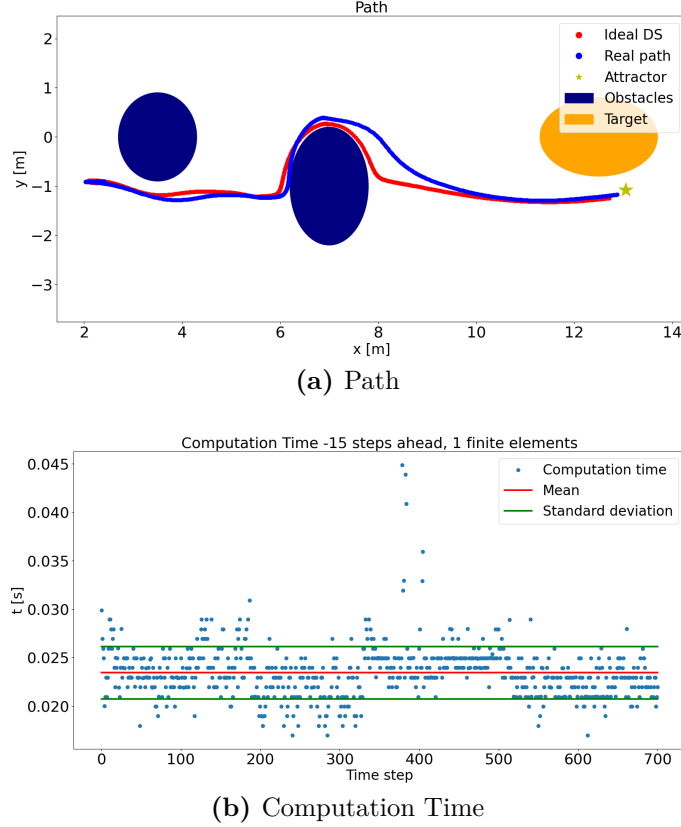 Path
Ideal DS
Real path
Attractor
Obstacles
Target
2
1
0
−1
−2
−3
y [m]
2 4 6 8 10 12 14
x [m]
(a) Path
Computation Time -15 steps ahead, 1 finite elements
Computation time
Mean
Standard deviation
0.045
0.040
0.035
0.030
0.025
0.020
t [s]
0 100 200 300 400 500 600 700
Time step
(b) Computation Time